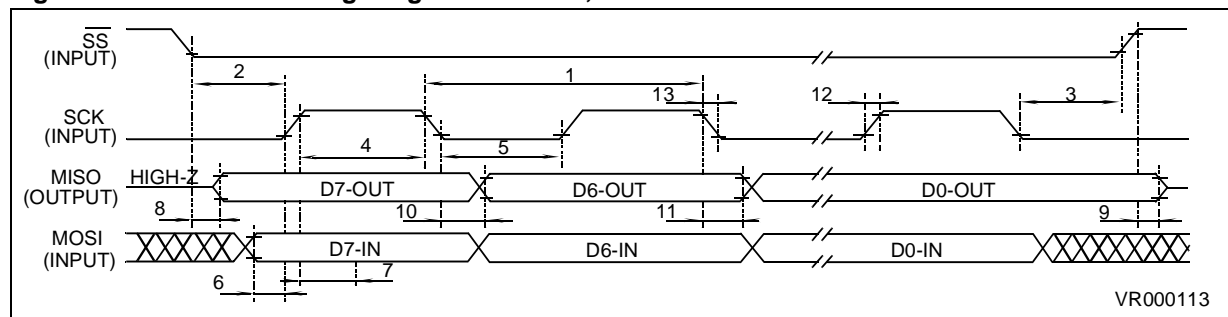 SS
(INPUT)
2
1
13
12
3
SCK
(INPUT)
4
5
MISO
(OUTPUT)
HIGH-Z
D7-OUT
D6-OUT
D0-OUT
8
10
11
9
MOSI
(INPUT)
D7-IN
D6-IN
D0-IN
6
7
VR000113